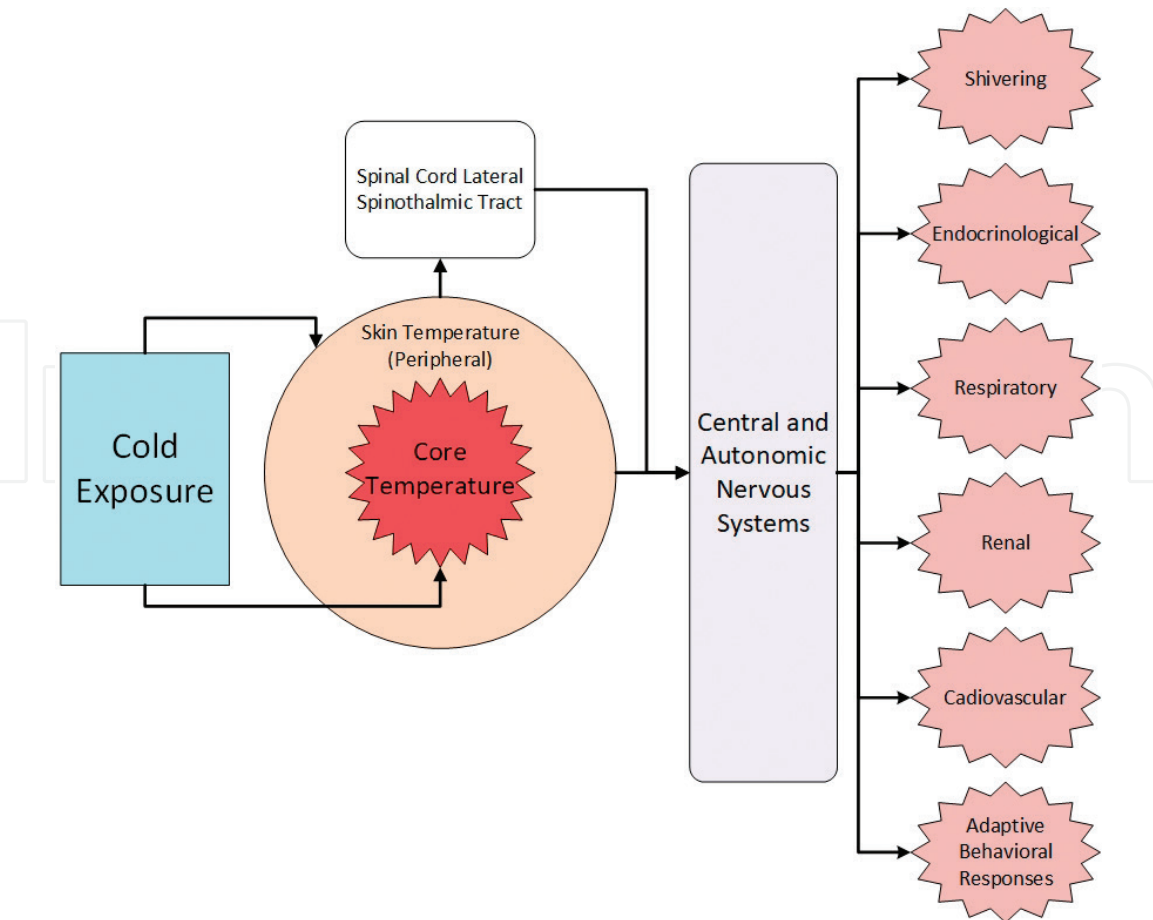 Shivering
Spinal Cord Lateral
Spinothalmic Tract
Endocrinological
Skin Temperature
(Peripheral)
Cold
Exposure
Core
Temperature
Respiratory
Central and
Autonomic
Nervous
Systems
Renal
Cadiovascular
Adaptive
Behavioral
Responses